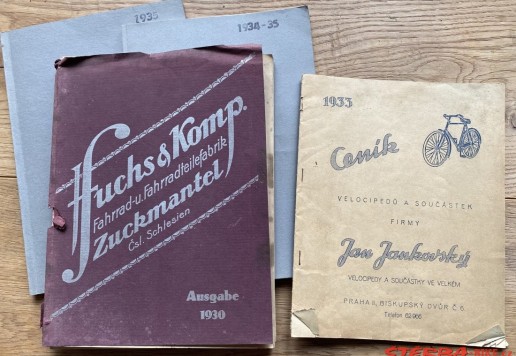 1935
1934-35
Fuchs & Komp.
Fahrrad-u. Fahrradteilefabrik
Zuckmantel
Čsl. Schlesien
Ausgabe
1930
1933
Ceník
VELOCIPEDŮ A SOUČÁSTEK
FIRMY
Jan Jankovský
VELOCIPEDY A SOUČÁSTKY VE VELKÉM
PRAHA II, BISKUPSKÝ DVŮR Č. 6
Telefon